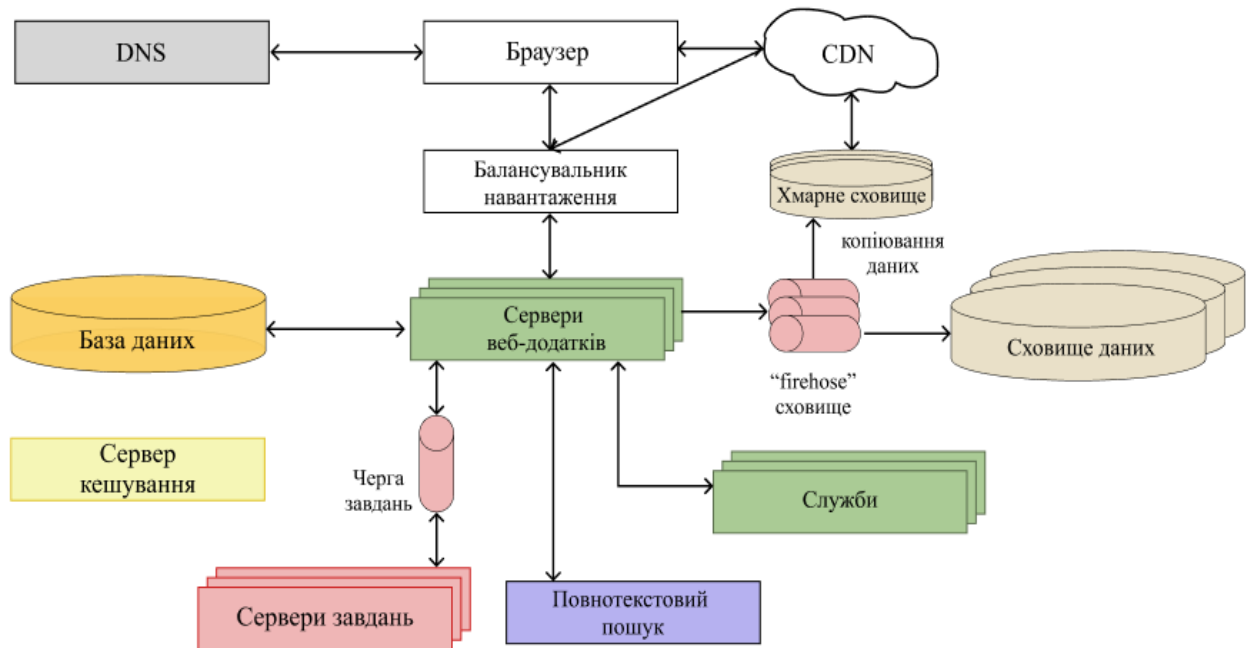 DNS
Браузер
CDN
Балансувальник
навантаження
Хмарне сховище
копіювання
даних
База даних
Сервери
веб-додатків
Сховище даних
“firehose”
сховище
Сервер
кешування
Черга
завдань
Служби
Сервери завдань
Повнотекстовий
пошук